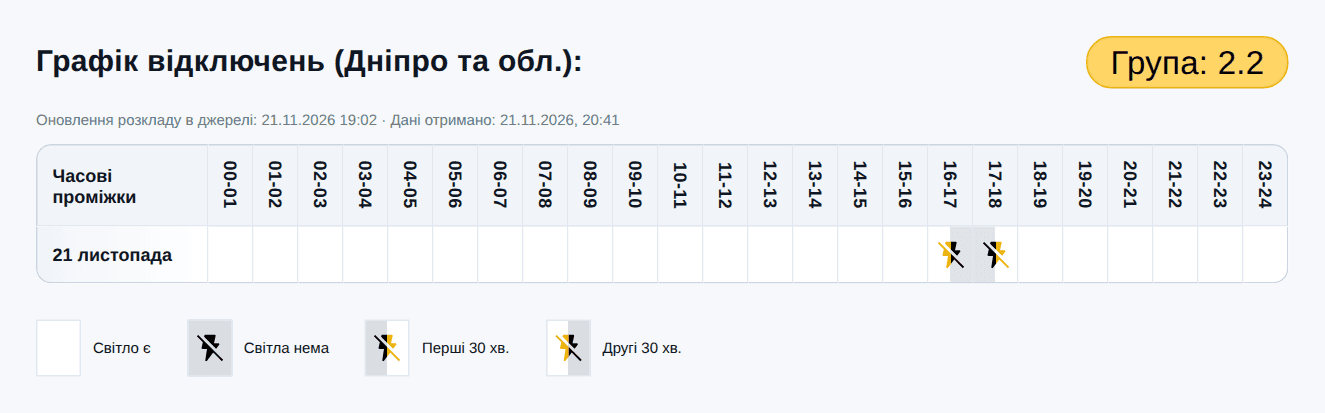 Графік відключень (Дніпро та обл.):
Група: 2.2
Оновлення розкладу в джерелі: 21.11.2026 19:02 · Дані отримано: 21.11.2026, 20:41
Часові
проміжки
00-01
01-02
02-03
03-04
04-05
05-06
06-07
07-08
08-09
09-10
10-11
11-12
12-13
13-14
14-15
15-16
16-17
17-18
18-19
19-20
20-21
21-22
22-23
23-24
21 листопада
Світло є
Світла нема
Перші 30 хв.
Другі 30 хв.